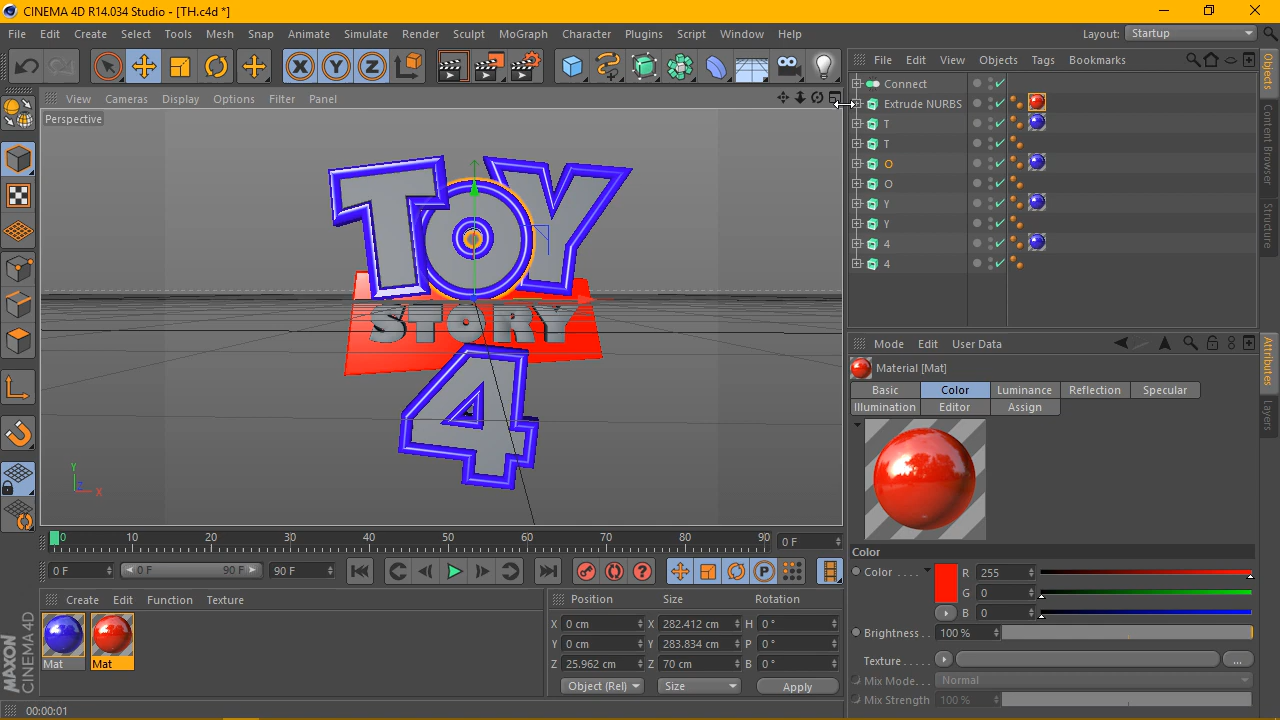 CINEMA 4D R14.034 Studio - [TH.c4d *]
File Edit Create Select Tools Mesh Snap Animate Simulate Render Sculpt MoGraph Character Plugins Script Window Help Layout: Startup
File Edit View Objects Tags Bookmarks
View Cameras Display Options Filter Panel
Perspective
Connect
Extrude NURBS
T
T
O
O
Y
Y
4
4
Objects
Content Browser
Structure
TOY
STORY
4
Y
Z
X
Mode Edit User Data
Material [Mat]
Basic Color Luminance Reflection Specular
Illumination Editor Assign
Attributes
Layers
Color
Color . . . . R 255
G 0
B 0
Brightness . . 100 %
Texture . . . . . ...
Mix Mode. . . Normal
Mix Strength 100 %
0 10 20 30 40 50 60 70 80 90 0 F
0 F 0 F 90 F 90 F
Create Edit Function Texture
Mat Mat
Position Size Rotation
X 0 cm X 282.412 cm H 0 °
Y 0 cm Y 283.834 cm P 0 °
Z 25.962 cm Z 70 cm B 0 °
Object (Rel) Size Apply
MAXON
CINEMA 4D
00:00:01